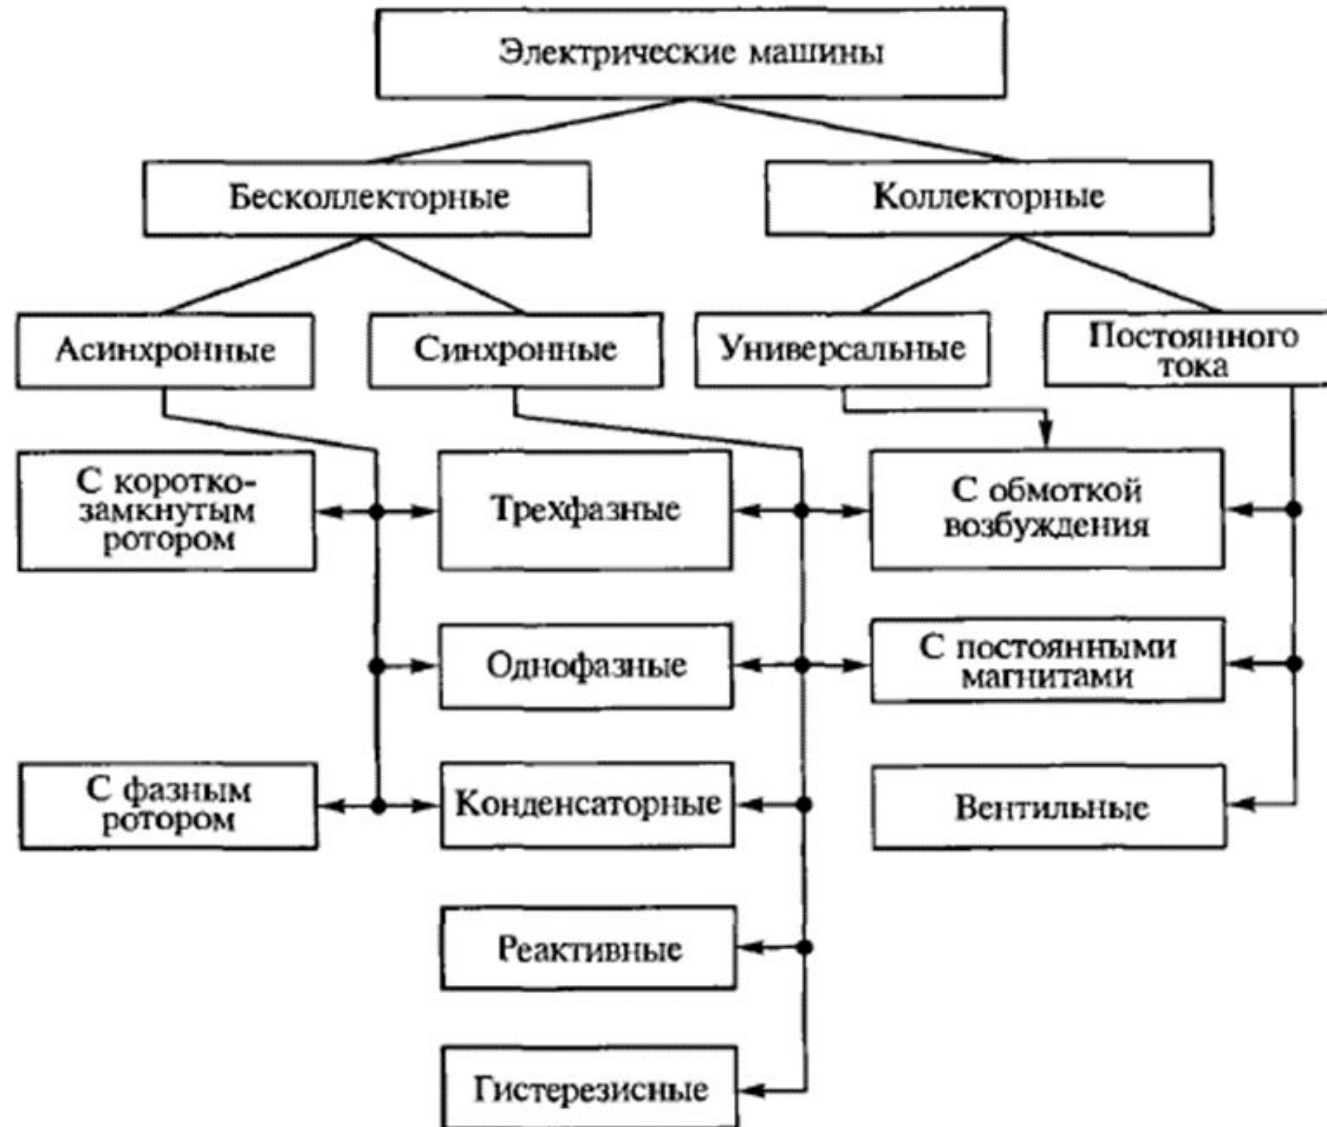 Электрические машины
Бесколлекторные
Коллекторные
Асинхронные
Синхронные
Универсальные
Постоянного
тока
С коротко-
замкнутым
ротором
Трехфазные
С обмоткой
возбуждения
Однофазные
С постоянными
магнитами
С фазным
ротором
Конденсаторные
Вентильные
Реактивные
Гистерезисные